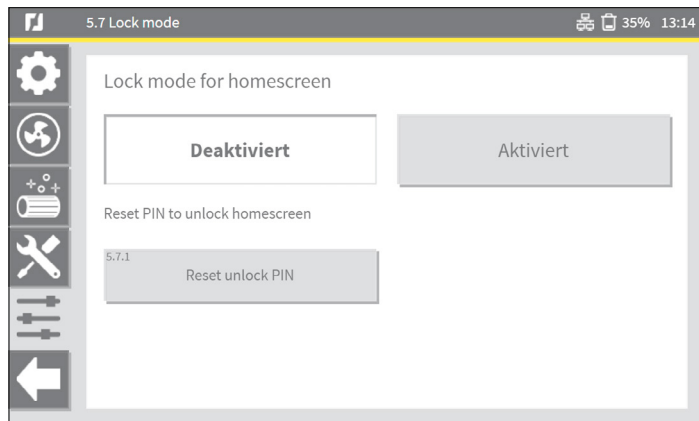 5.7 Lock mode
35% 13:14
Lock mode for homescreen
Deaktiviert
Aktiviert
Reset PIN to unlock homescreen
5.7.1
Reset unlock PIN